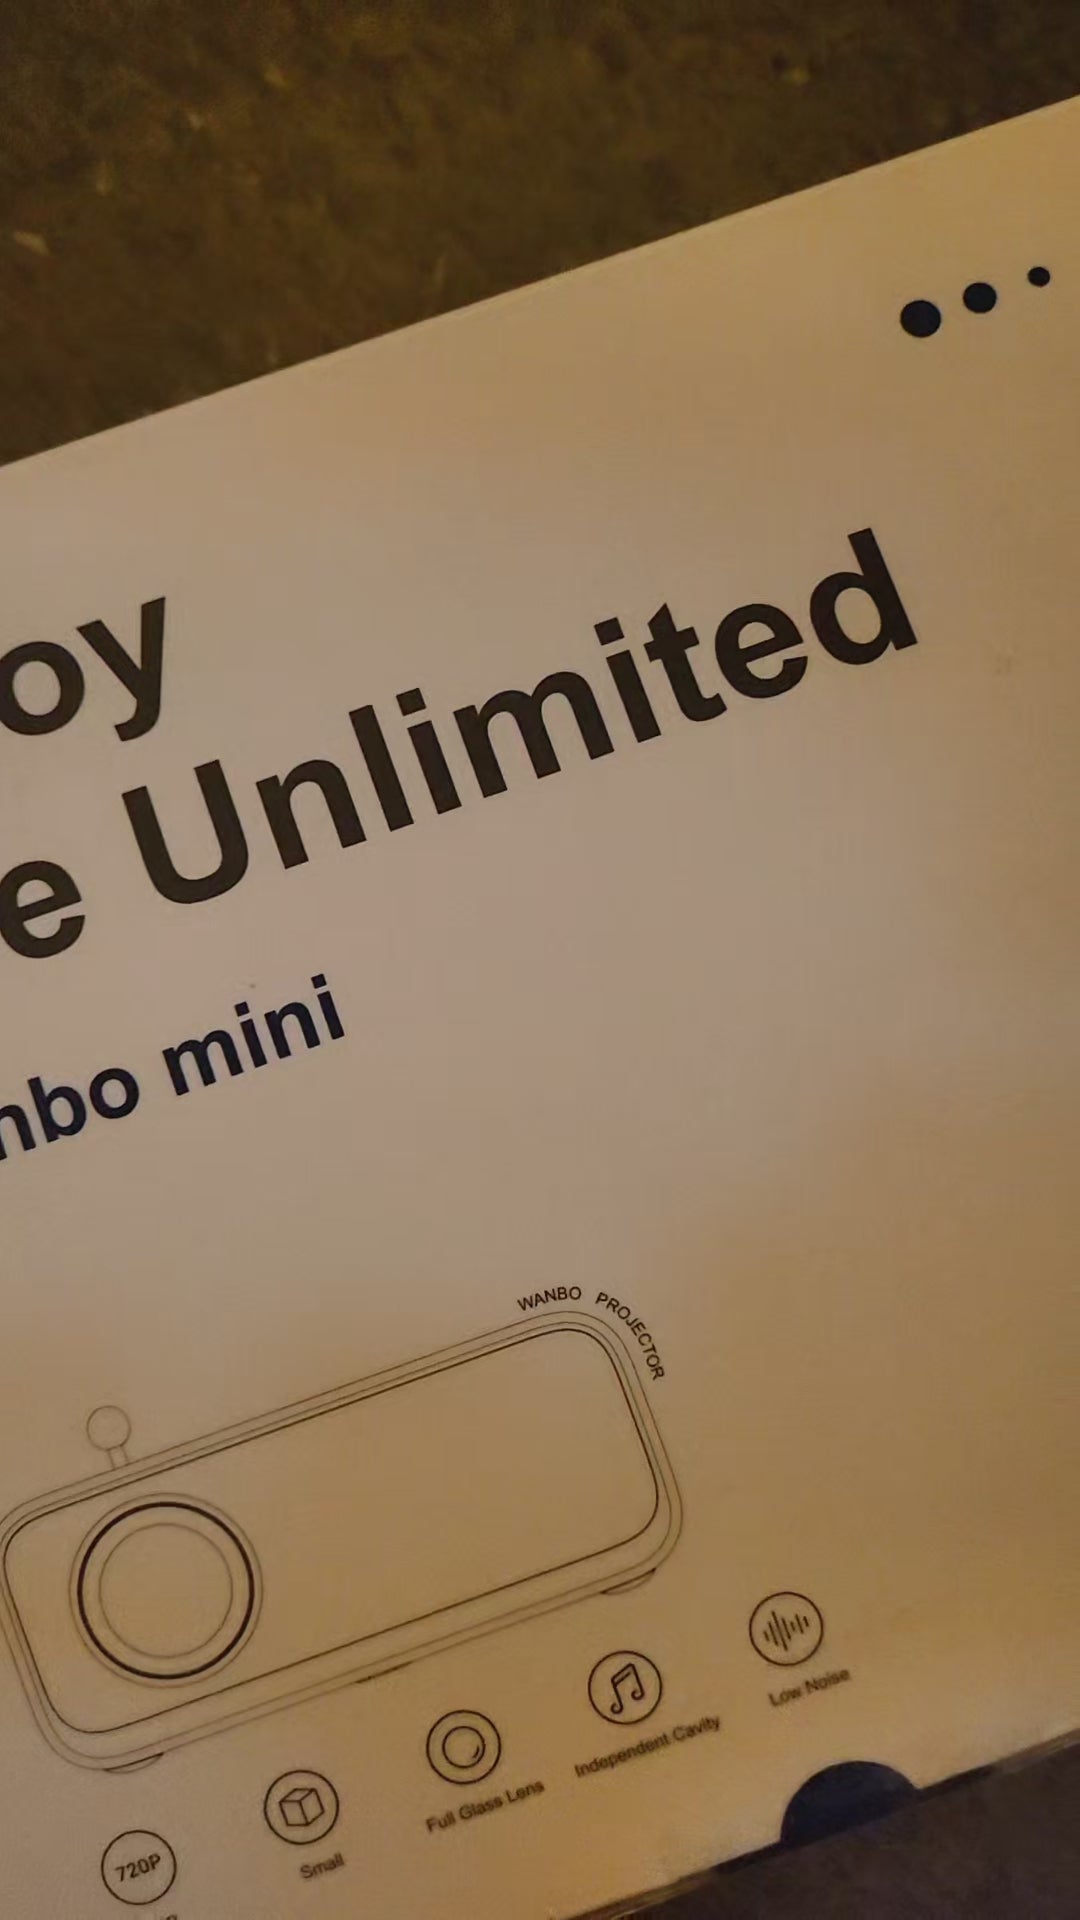 oy
e Unlimited
nbo mini
WANBO PROJECTOR
720P
Small
Full Glass Lens
Independent Cavity
Low Noise